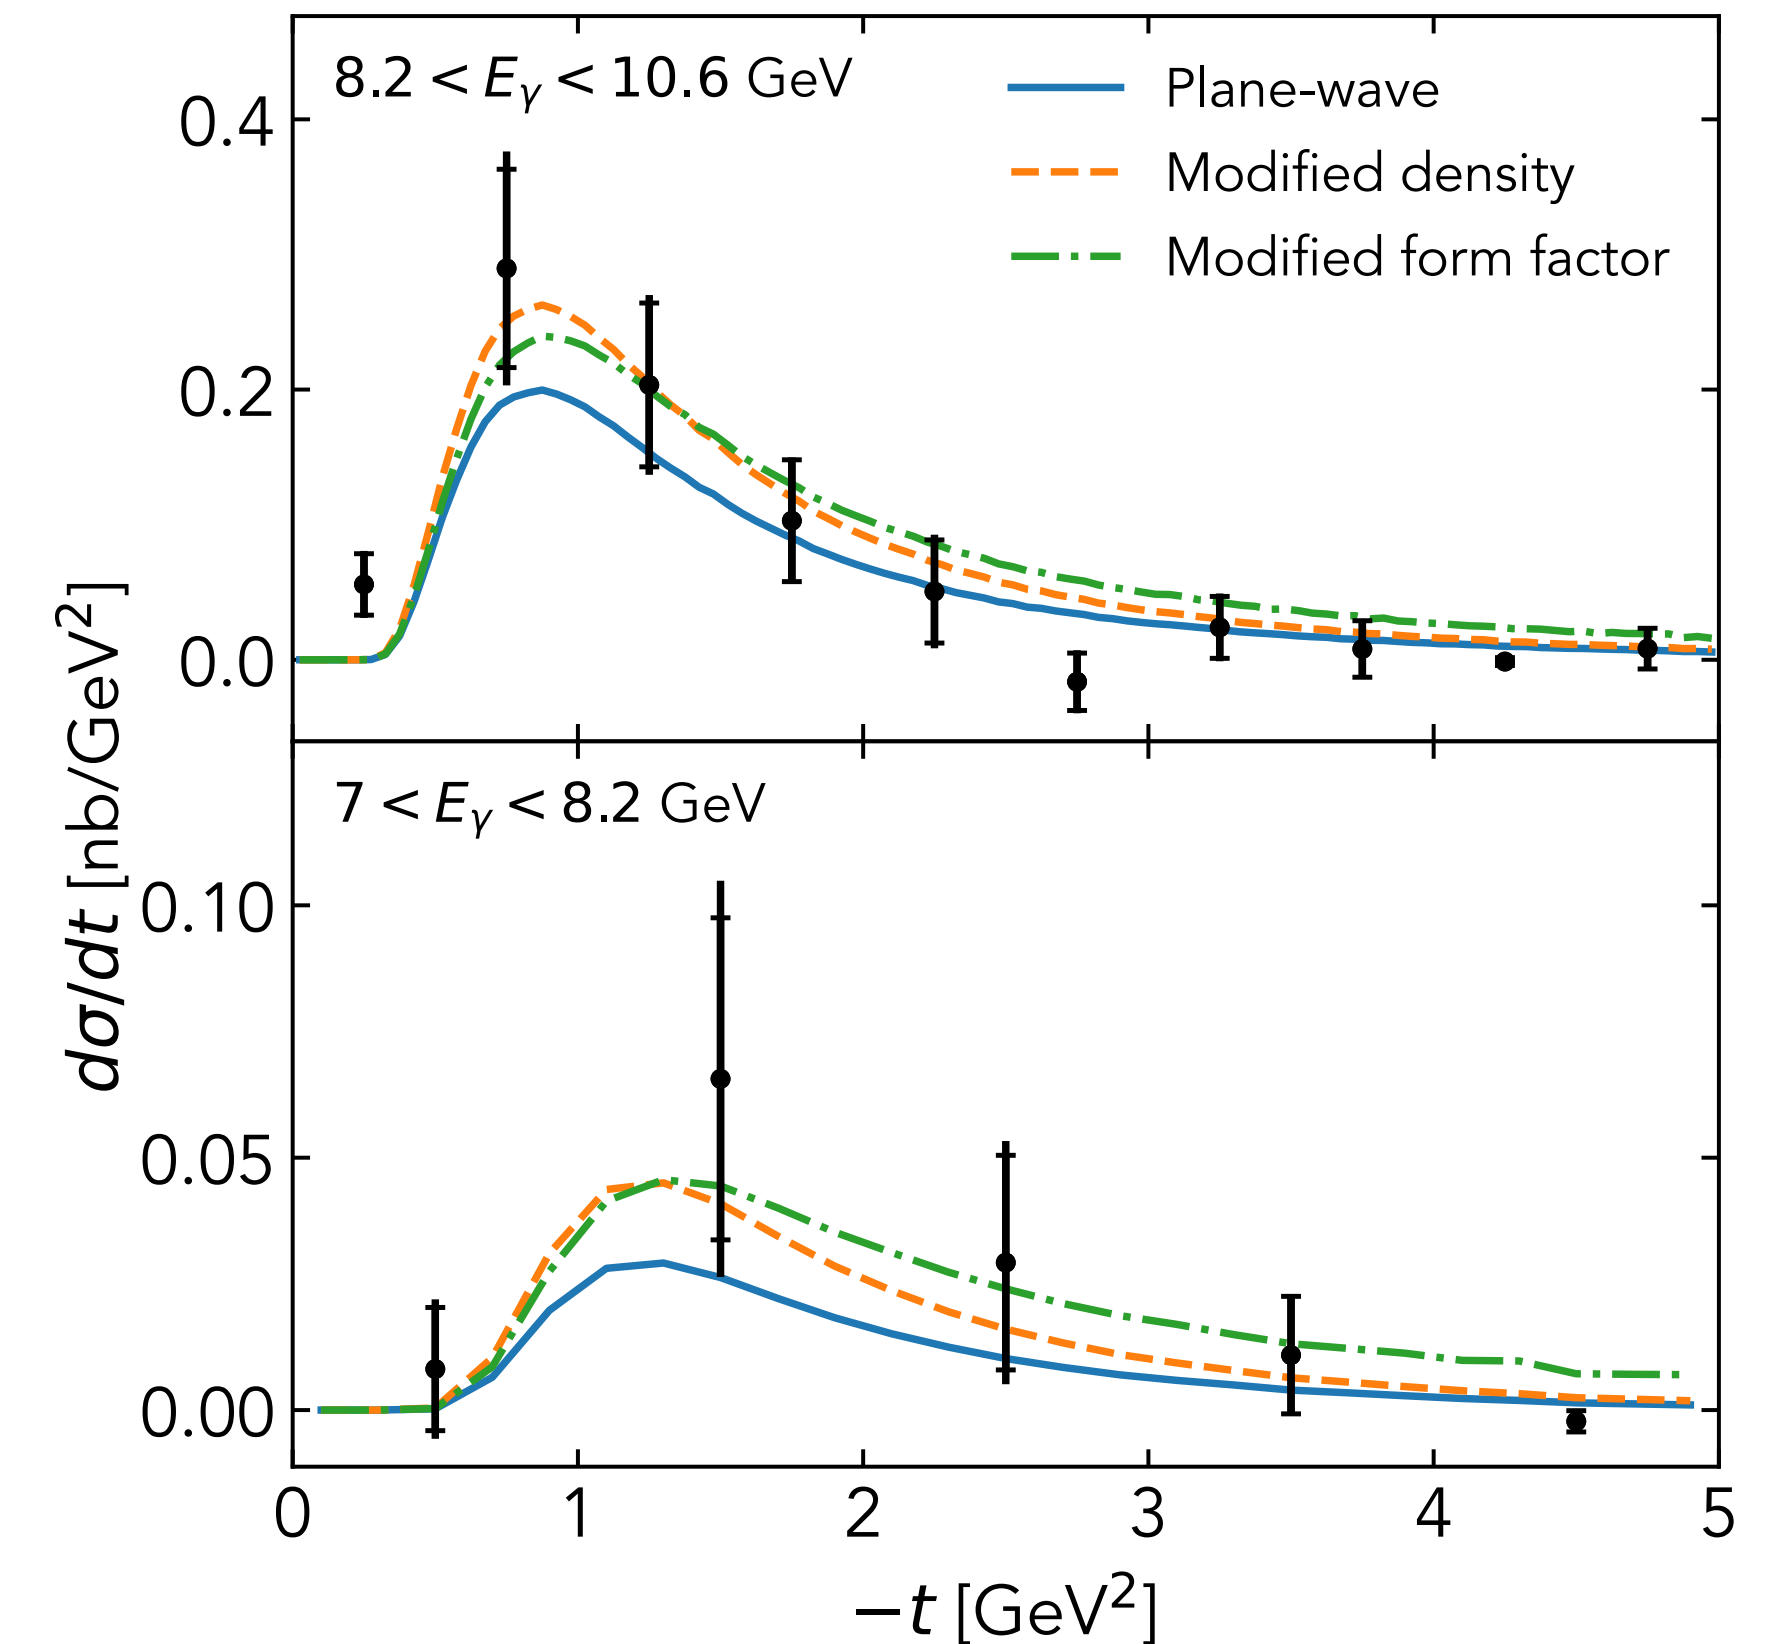 8.2 < Eγ < 10.6 GeV
Plane-wave
Modified density
Modified form factor
0.4
0.2
0.0
dσ/dt [nb/GeV²]
7 < Eγ < 8.2 GeV
0.10
0.05
0.00
0 1 2 3 4 5
−t [GeV²]